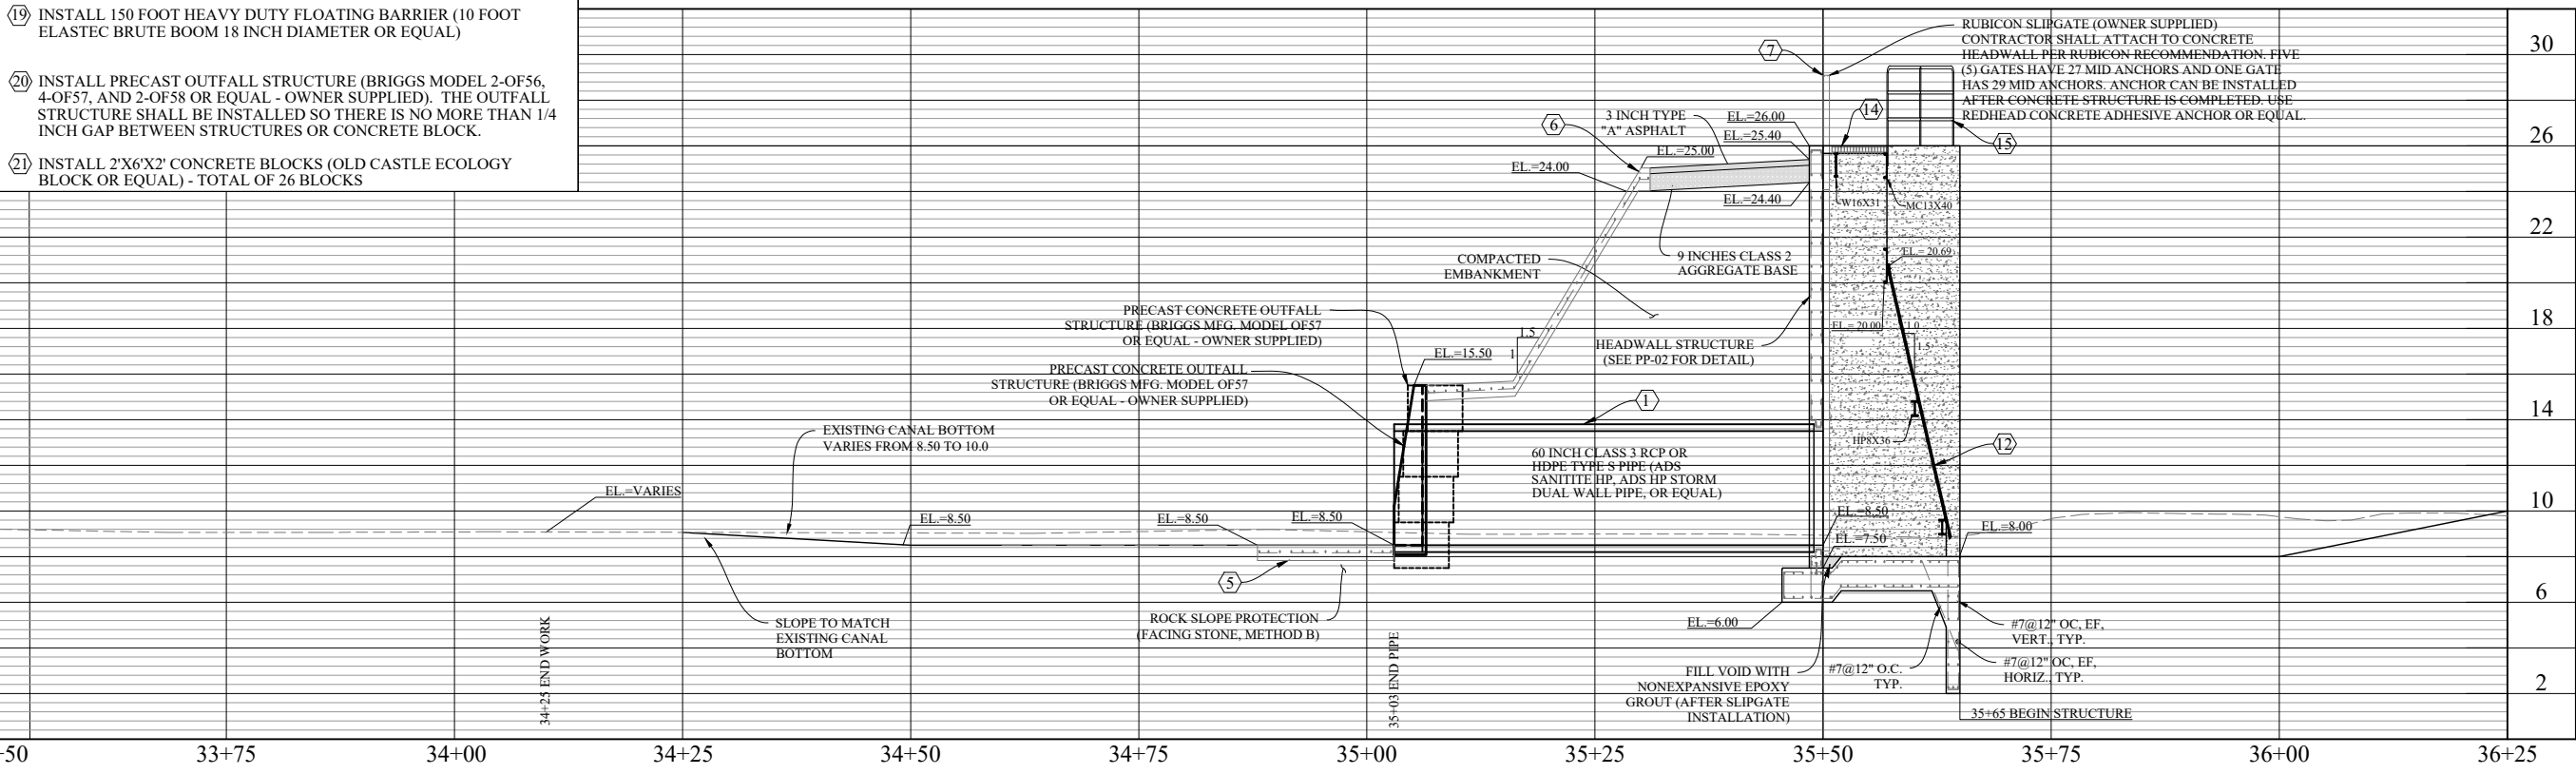 19 INSTALL 150 FOOT HEAVY DUTY FLOATING BARRIER (10 FOOT
ELASTEC BRUTE BOOM 18 INCH DIAMETER OR EQUAL)
20 INSTALL PRECAST OUTFALL STRUCTURE (BRIGGS MODEL 2-OF56,
4-OF57, AND 2-OF58 OR EQUAL - OWNER SUPPLIED). THE OUTFALL
STRUCTURE SHALL BE INSTALLED SO THERE IS NO MORE THAN 1/4
INCH GAP BETWEEN STRUCTURES OR CONCRETE BLOCK.
21 INSTALL 2'X6'X2' CONCRETE BLOCKS (OLD CASTLE ECOLOGY
BLOCK OR EQUAL) - TOTAL OF 26 BLOCKS
7
RUBICON SLIPGATE (OWNER SUPPLIED)
CONTRACTOR SHALL ATTACH TO CONCRETE
HEADWALL PER RUBICON RECOMMENDATION. FIVE
(5) GATES HAVE 27 MID ANCHORS AND ONE GATE
HAS 29 MID ANCHORS. ANCHOR CAN BE INSTALLED
AFTER CONCRETE STRUCTURE IS COMPLETED. USE
REDHEAD CONCRETE ADHESIVE ANCHOR OR EQUAL.
30
26
22
18
14
10
6
2
14
15
6
3 INCH TYPE
"A" ASPHALT
EL.=26.00
EL.=25.40
EL.=25.00
EL.=24.00
EL.=24.40
W16X31
MC13X40
9 INCHES CLASS 2
AGGREGATE BASE
COMPACTED
EMBANKMENT
EL.= 20.69
EL.= 20.00
1.0
1.5
PRECAST CONCRETE OUTFALL
STRUCTURE (BRIGGS MFG. MODEL OF57
OR EQUAL - OWNER SUPPLIED)
1.5
1
EL.=15.50
HEADWALL STRUCTURE
(SEE PP-02 FOR DETAIL)
PRECAST CONCRETE OUTFALL
STRUCTURE (BRIGGS MFG. MODEL OF57
OR EQUAL - OWNER SUPPLIED)
1
EXISTING CANAL BOTTOM
VARIES FROM 8.50 TO 10.0
60 INCH CLASS 3 RCP OR
HDPE TYPE S PIPE (ADS
SANITITE HP, ADS HP STORM
DUAL WALL PIPE, OR EQUAL)
HP8X36
12
EL.=VARIES
EL.=8.50
EL.=8.50
EL.=8.50
EL.=8.50
EL.=7.50
EL.=8.00
5
SLOPE TO MATCH
EXISTING CANAL
BOTTOM
ROCK SLOPE PROTECTION
(FACING STONE, METHOD B)
EL.=6.00
#7@12" OC, EF,
VERT., TYP.
#7@12" OC, EF,
HORIZ., TYP.
#7@12" O.C.
TYP.
FILL VOID WITH
NONEXPANSIVE EPOXY
GROUT (AFTER SLIPGATE
INSTALLATION)
34+25 END WORK
35+03 END PIPE
35+65 BEGIN STRUCTURE
+50
33+75
34+00
34+25
34+50
34+75
35+00
35+25
35+50
35+75
36+00
36+25